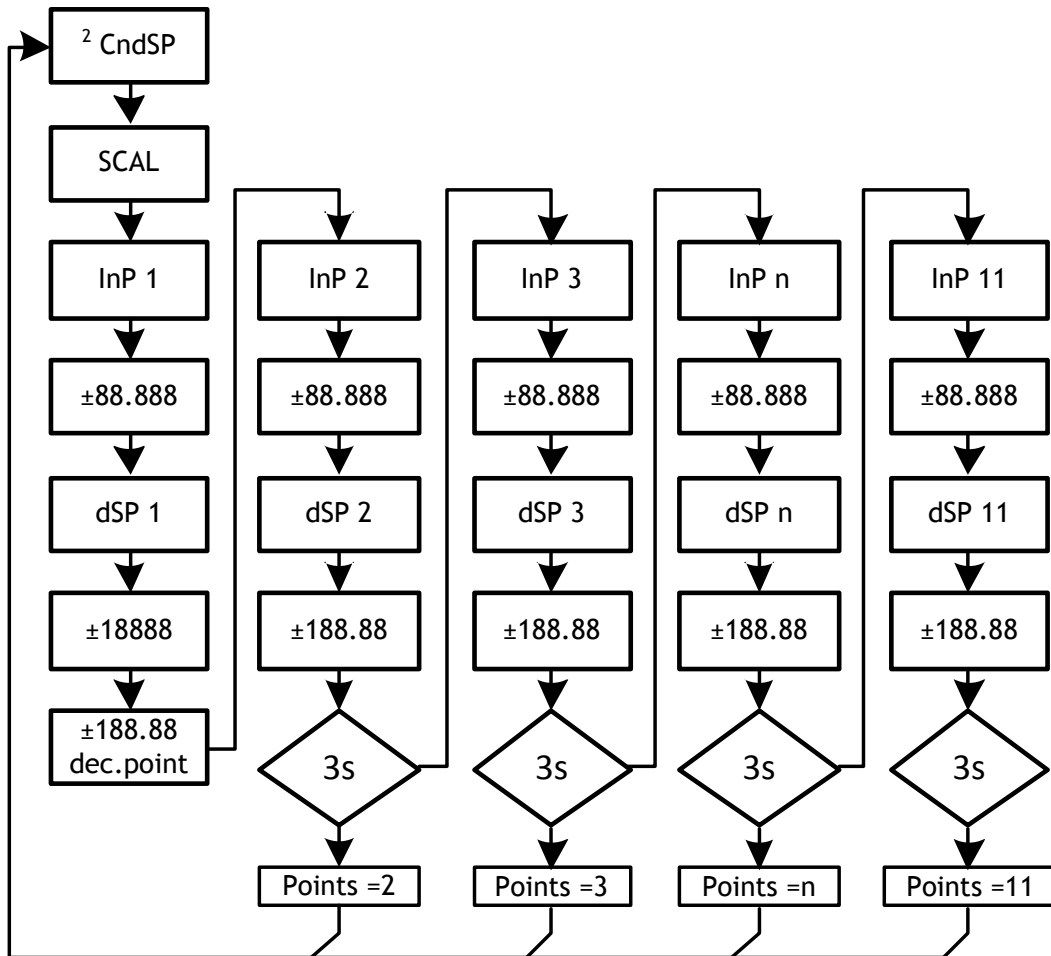 ² CndSP
SCAL
InP 1
±88.888
dSP 1
±18888
±188.88
dec.point
InP 2
±88.888
dSP 2
±188.88
3s
Points =2
InP 3
±88.888
dSP 3
±188.88
3s
Points =3
InP n
±88.888
dSP n
±188.88
3s
Points =n
InP 11
±88.888
dSP 11
±188.88
3s
Points =11